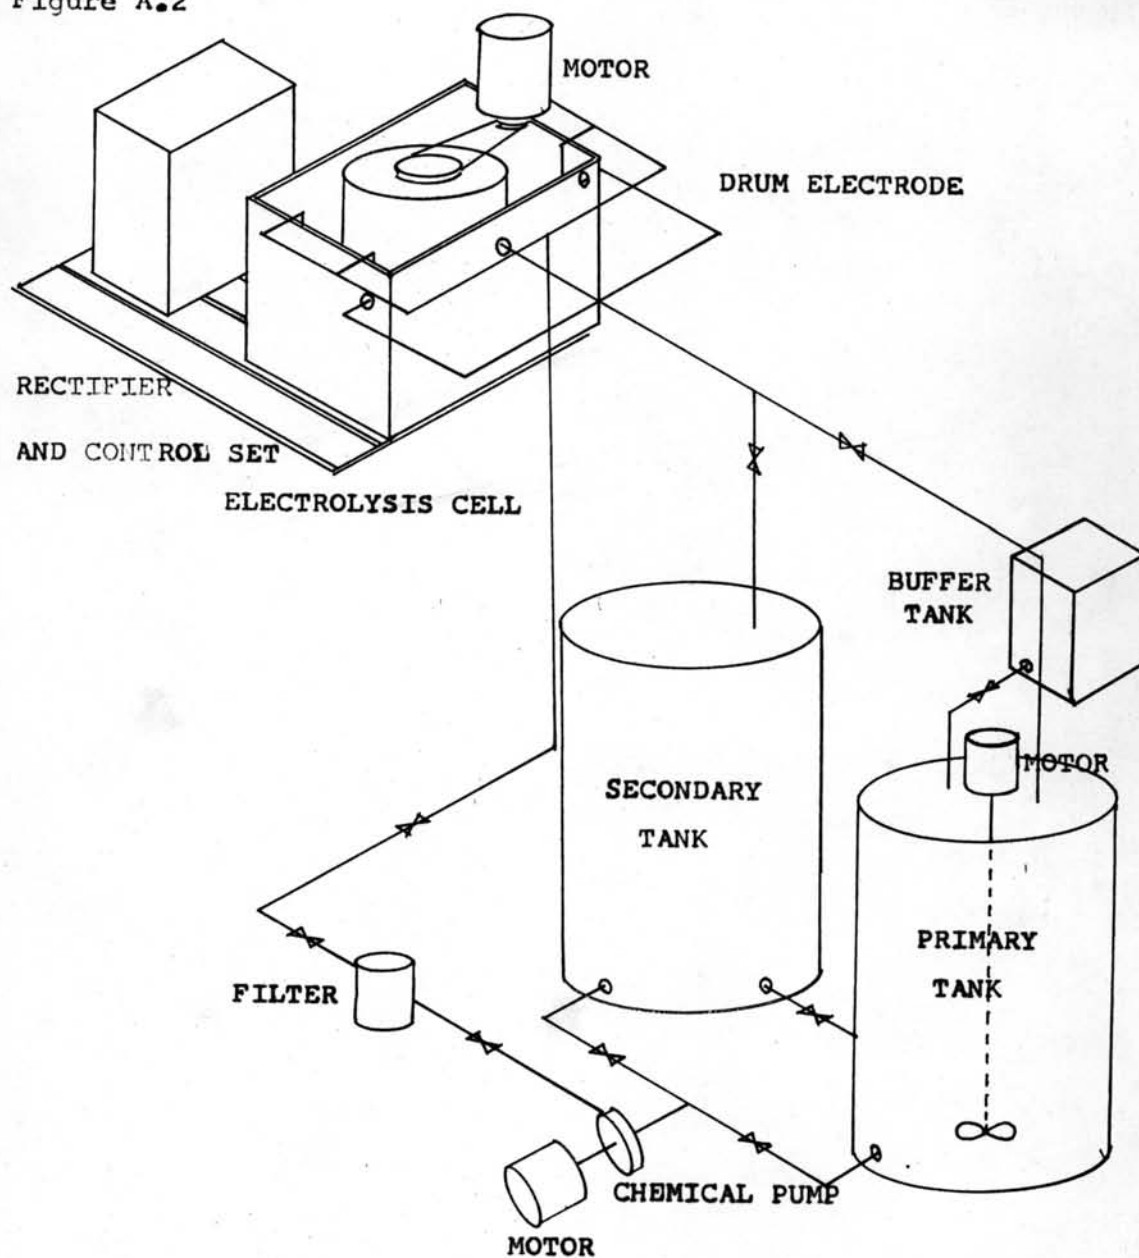 Figure A.2
MOTOR
DRUM ELECTRODE
RECTIFIER
AND CONTROL SET
ELECTROLYSIS CELL
BUFFER
TANK
MOTOR
SECONDARY
TANK
PRIMARY
TANK
FILTER
CHEMICAL PUMP
MOTOR